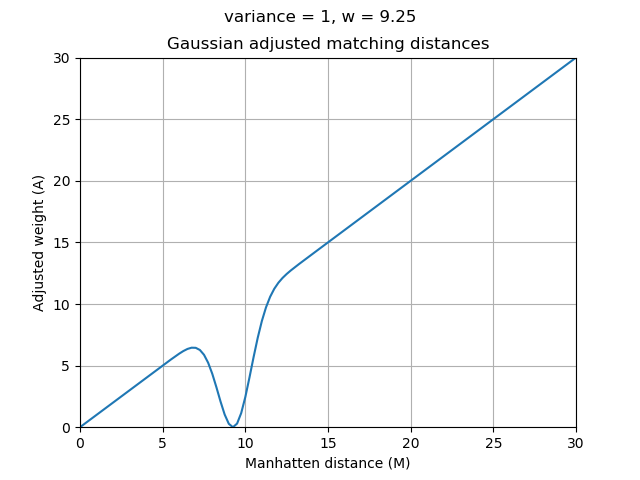 variance = 1, w = 9.25
Gaussian adjusted matching distances
30
25
20
15
10
5
0
Adjusted weight (A)
0 5 10 15 20 25 30
Manhatten distance (M)